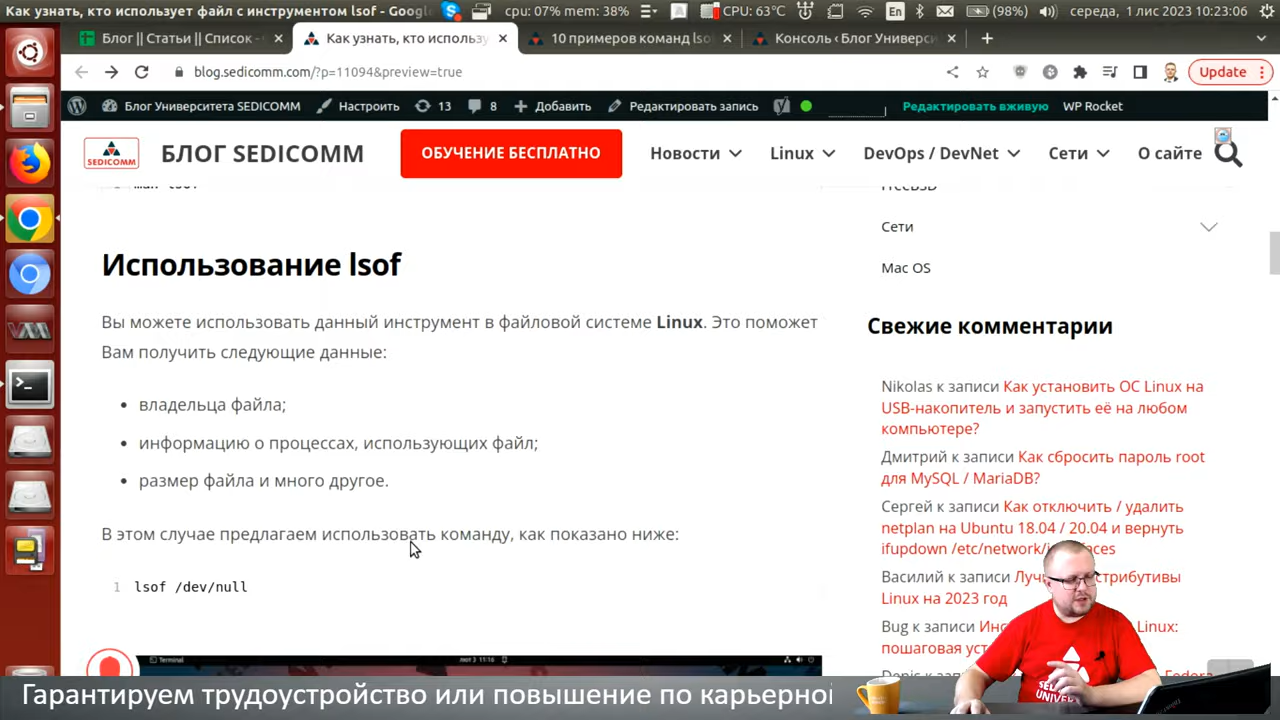 Как узнать, кто использует файл с инструментом lsof - Google
cpu: 07% mem: 38%
CPU: 63°C
En
(98%)
середа, 1 лис 2023 10:23:06
Блог || Статьи || Список -
Как узнать, кто использу
10 примеров команд lso
Консоль ‹ Блог Универси
blog.sedicomm.com/?p=11094&preview=true
Update
Блог Университета SEDICOMM
Настроить
13
8
Добавить
Редактировать запись
Редактировать вживую
WP Rocket
SEDICOMM
БЛОГ SEDICOMM
ОБУЧЕНИЕ БЕСПЛАТНО
Новости
Linux
DevOps / DevNet
Сети
О сайте
FreeBSD
Сети
Mac OS
Использование lsof
Вы можете использовать данный инструмент в файловой системе Linux. Это поможет
Вам получить следующие данные:
• владельца файла;
• информацию о процессах, использующих файл;
• размер файла и много другое.
В этом случае предлагаем использовать команду, как показано ниже:
1 lsof /dev/null
Свежие комментарии
Nikolas к записи Как установить ОС Linux на
USB-накопитель и запустить её на любом
компьютере?
Дмитрий к записи Как сбросить пароль root
для MySQL / MariaDB?
Сергей к записи Как отключить / удалить
netplan на Ubuntu 18.04 / 20.04 и вернуть
ifupdown /etc/network/
Василий к записи
Linux на 2023 год
Bug к записи
Linux:
Terminal
Гарантируем трудоустройство или повышение по карьерной